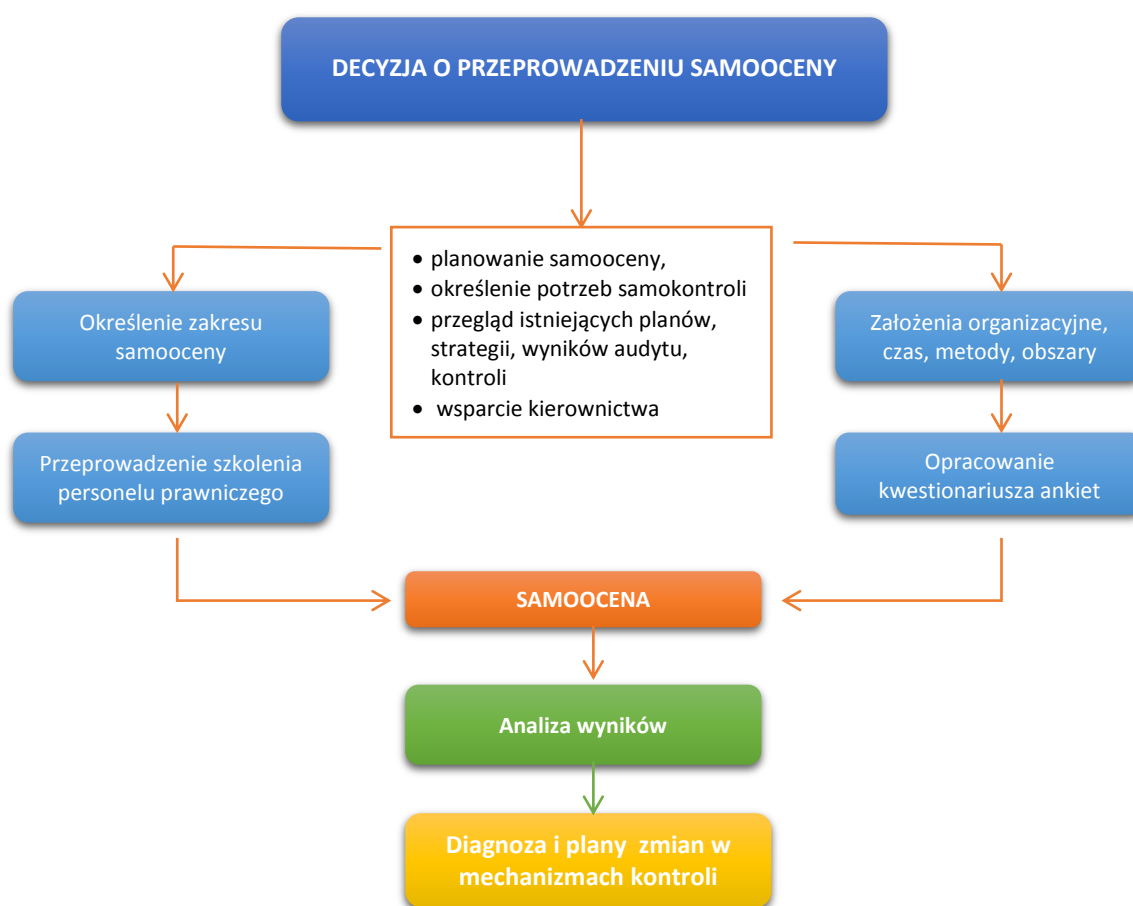 DECYZJA O PRZEPROWADZENIU SAMOOCENY
• planowanie samooceny,
• określenie potrzeb samokontroli
• przegląd istniejących planów,
strategii, wyników audytu,
kontroli
• wsparcie kierownictwa
Określenie zakresu
samooceny
Założenia organizacyjne,
czas, metody, obszary
Przeprowadzenie szkolenia
personelu prawniczego
Opracowanie
kwestionariusza ankiet
SAMOOCENA
Analiza wyników
Diagnoza i plany zmian w
mechanizmach kontroli